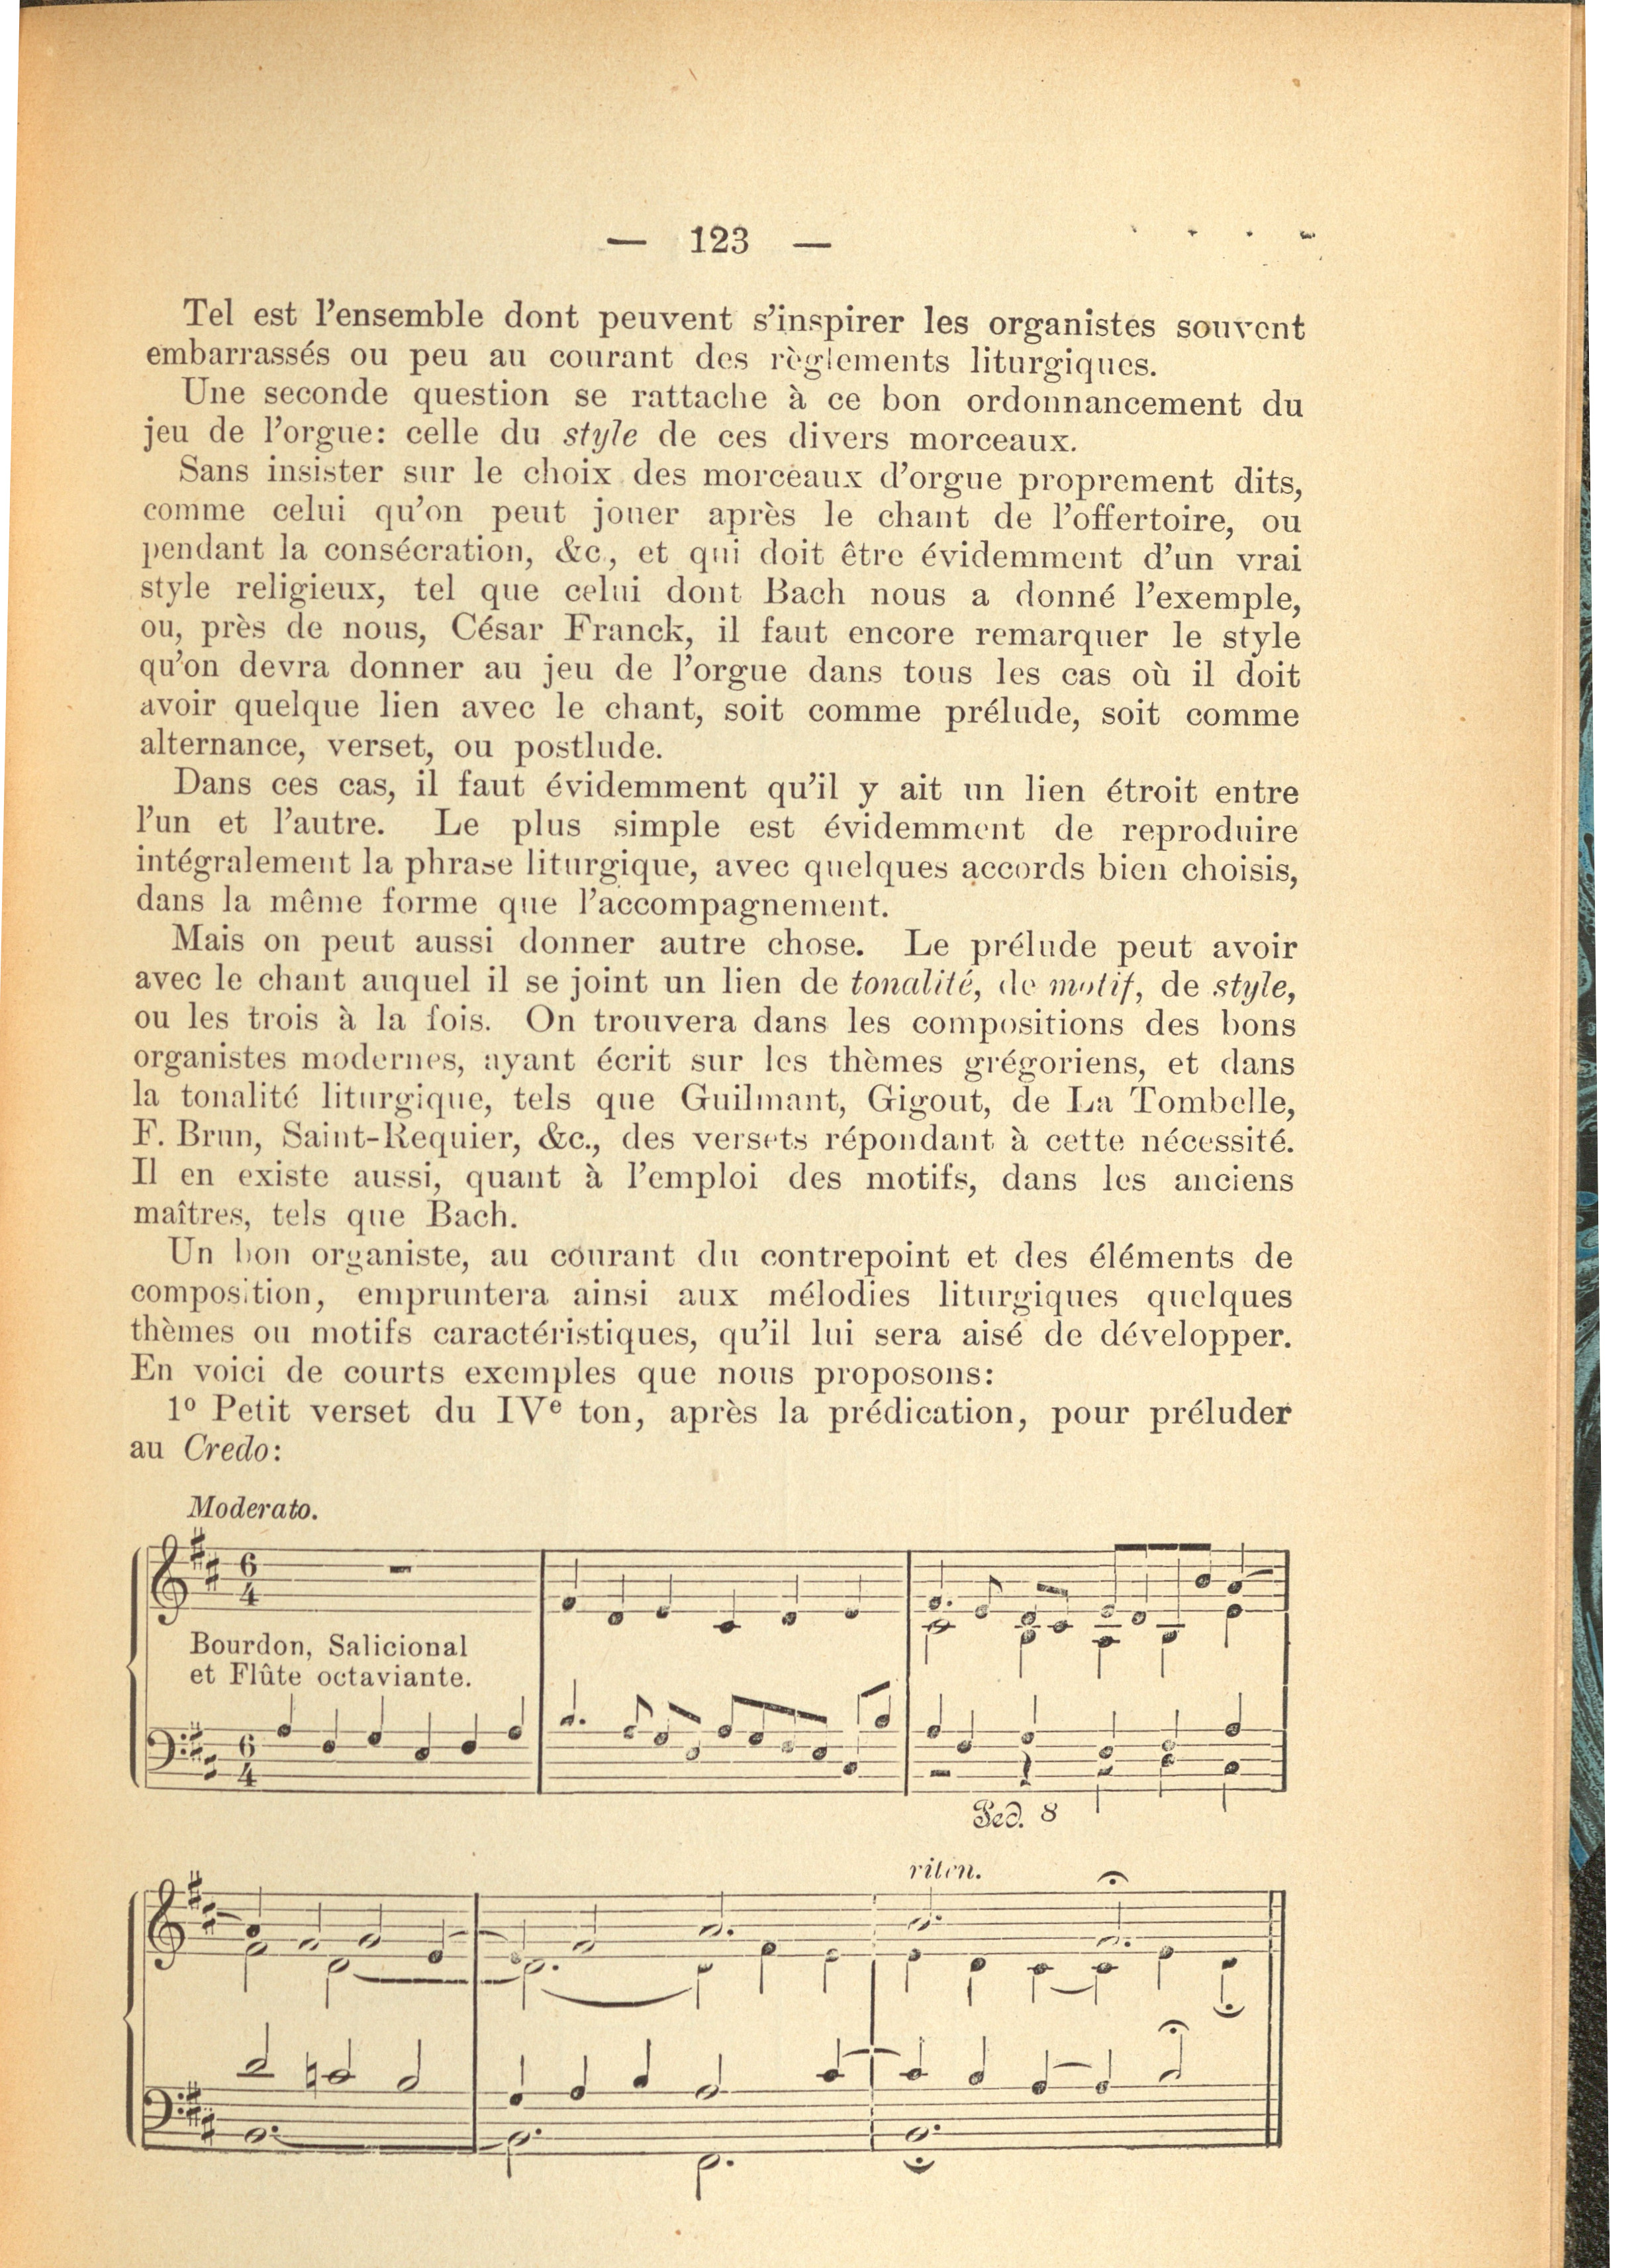 — 123 —
Tel est l'ensemble dont peuvent s'inspirer les organistes souvent
embarrassés ou peu au courant des règlements liturgiques.
Une seconde question se rattache à ce bon ordonnancement du
jeu de l'orgue: celle du style de ces divers morceaux.
Sans insister sur le choix des morceaux d'orgue proprement dits,
comme celui qu'on peut jouer après le chant de l'offertoire, ou
pendant la consécration, &c., et qui doit être évidemment d'un vrai
style religieux, tel que celui dont Bach nous a donné l'exemple,
ou, près de nous, César Franck, il faut encore remarquer le style
qu'on devra donner au jeu de l'orgue dans tous les cas où il doit
avoir quelque lien avec le chant, soit comme prélude, soit comme
alternance, verset, ou postlude.
Dans ces cas, il faut évidemment qu'il y ait un lien étroit entre
l'un et l'autre. Le plus simple est évidemment de reproduire
intégralement la phrase liturgique, avec quelques accords bien choisis,
dans la même forme que l'accompagnement.
Mais on peut aussi donner autre chose. Le prélude peut avoir
avec le chant auquel il se joint un lien de tonalité, de motif, de style,
ou les trois à la fois. On trouvera dans les compositions des bons
organistes modernes, ayant écrit sur les thèmes grégoriens, et dans
la tonalité liturgique, tels que Guilmant, Gigout, de La Tombelle,
F. Brun, Saint-Requier, &c., des versets répondant à cette nécessité.
Il en existe aussi, quant à l'emploi des motifs, dans les anciens
maîtres, tels que Bach.
Un bon organiste, au courant du contrepoint et des éléments de
composition, empruntera ainsi aux mélodies liturgiques quelques
thèmes ou motifs caractéristiques, qu'il lui sera aisé de développer.
En voici de courts exemples que nous proposons:
1º Petit verset du IVe ton, après la prédication, pour préluder
au Credo:
Moderato.
6
4
Bourdon, Salicional
et Flûte octaviante.
6
4
Ped. 8
riten.